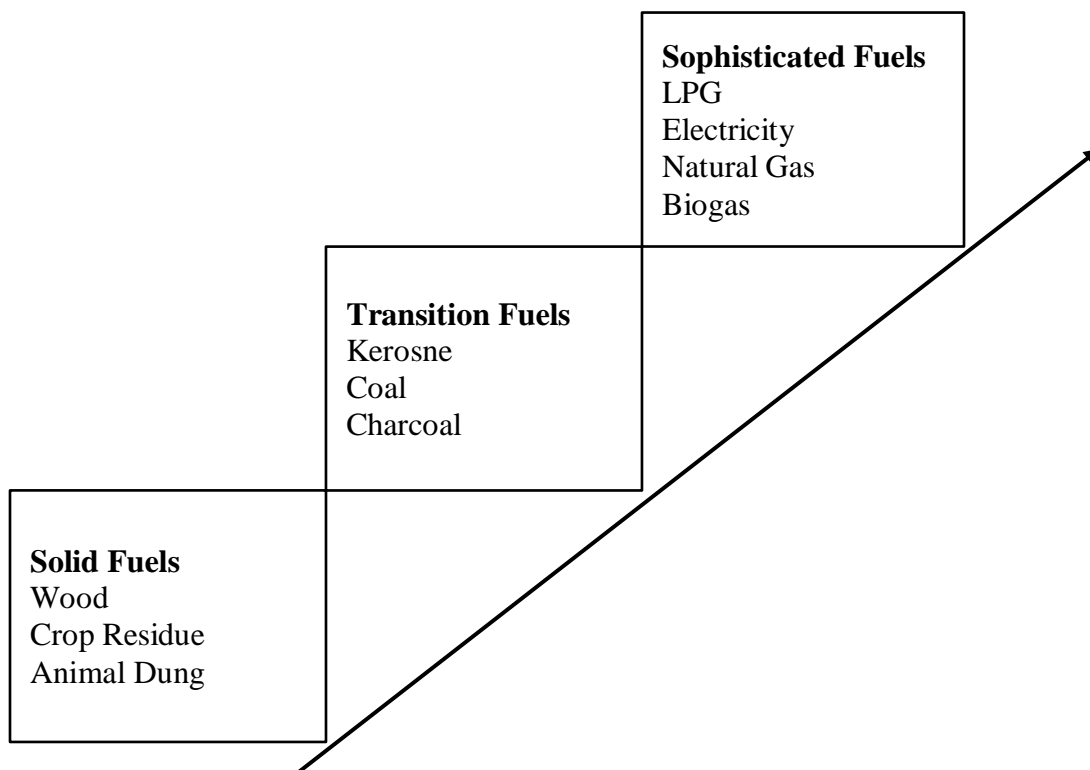 Sophisticated Fuels
LPG
Electricity
Natural Gas
Biogas
Transition Fuels
Kerosne
Coal
Charcoal
Solid Fuels
Wood
Crop Residue
Animal Dung